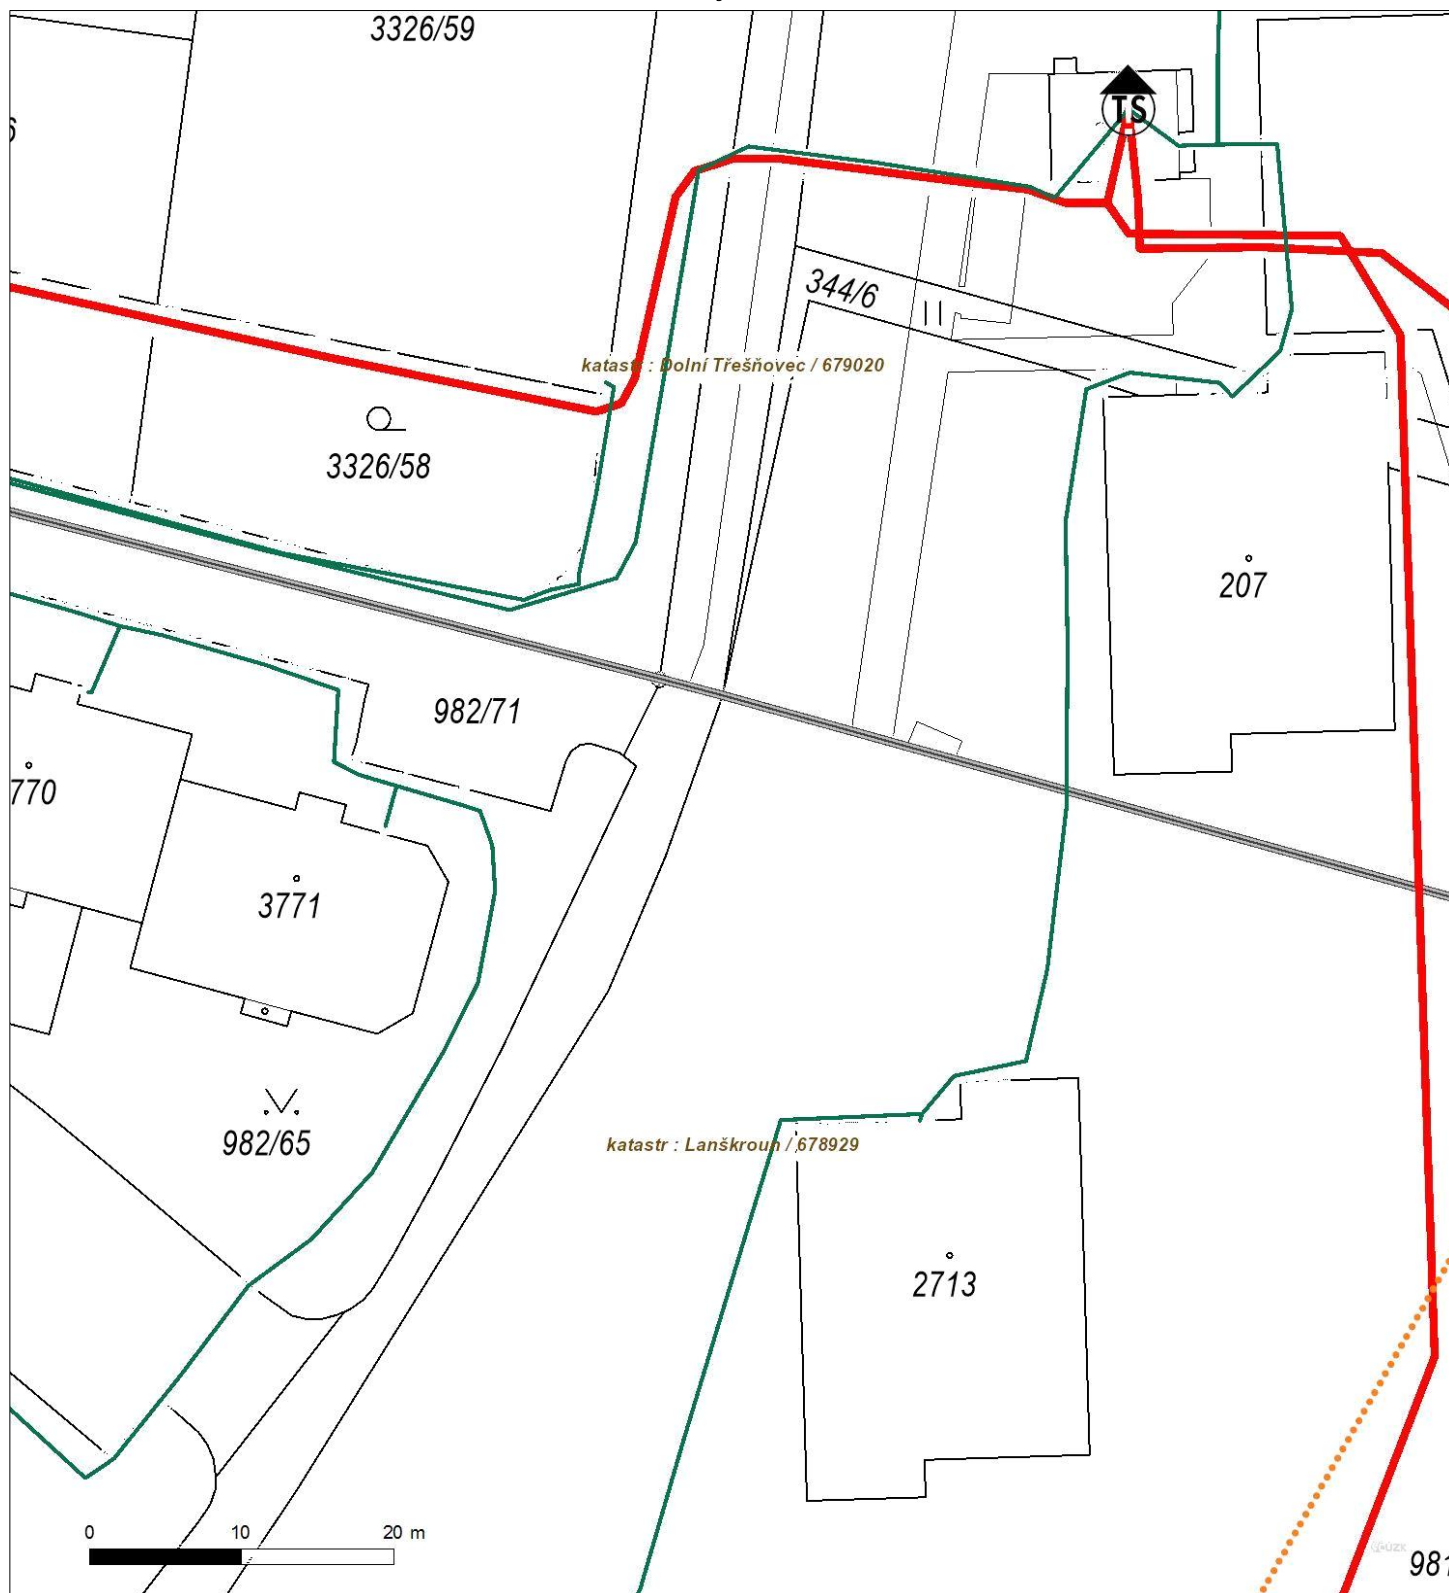 3326/59
TS
344/6
katastr : Dolní Třešňovec / 679020
3326/58
207
982/71
770
3771
982/65
katastr : Lanškroun / 678929
2713
0 10 20 m
981